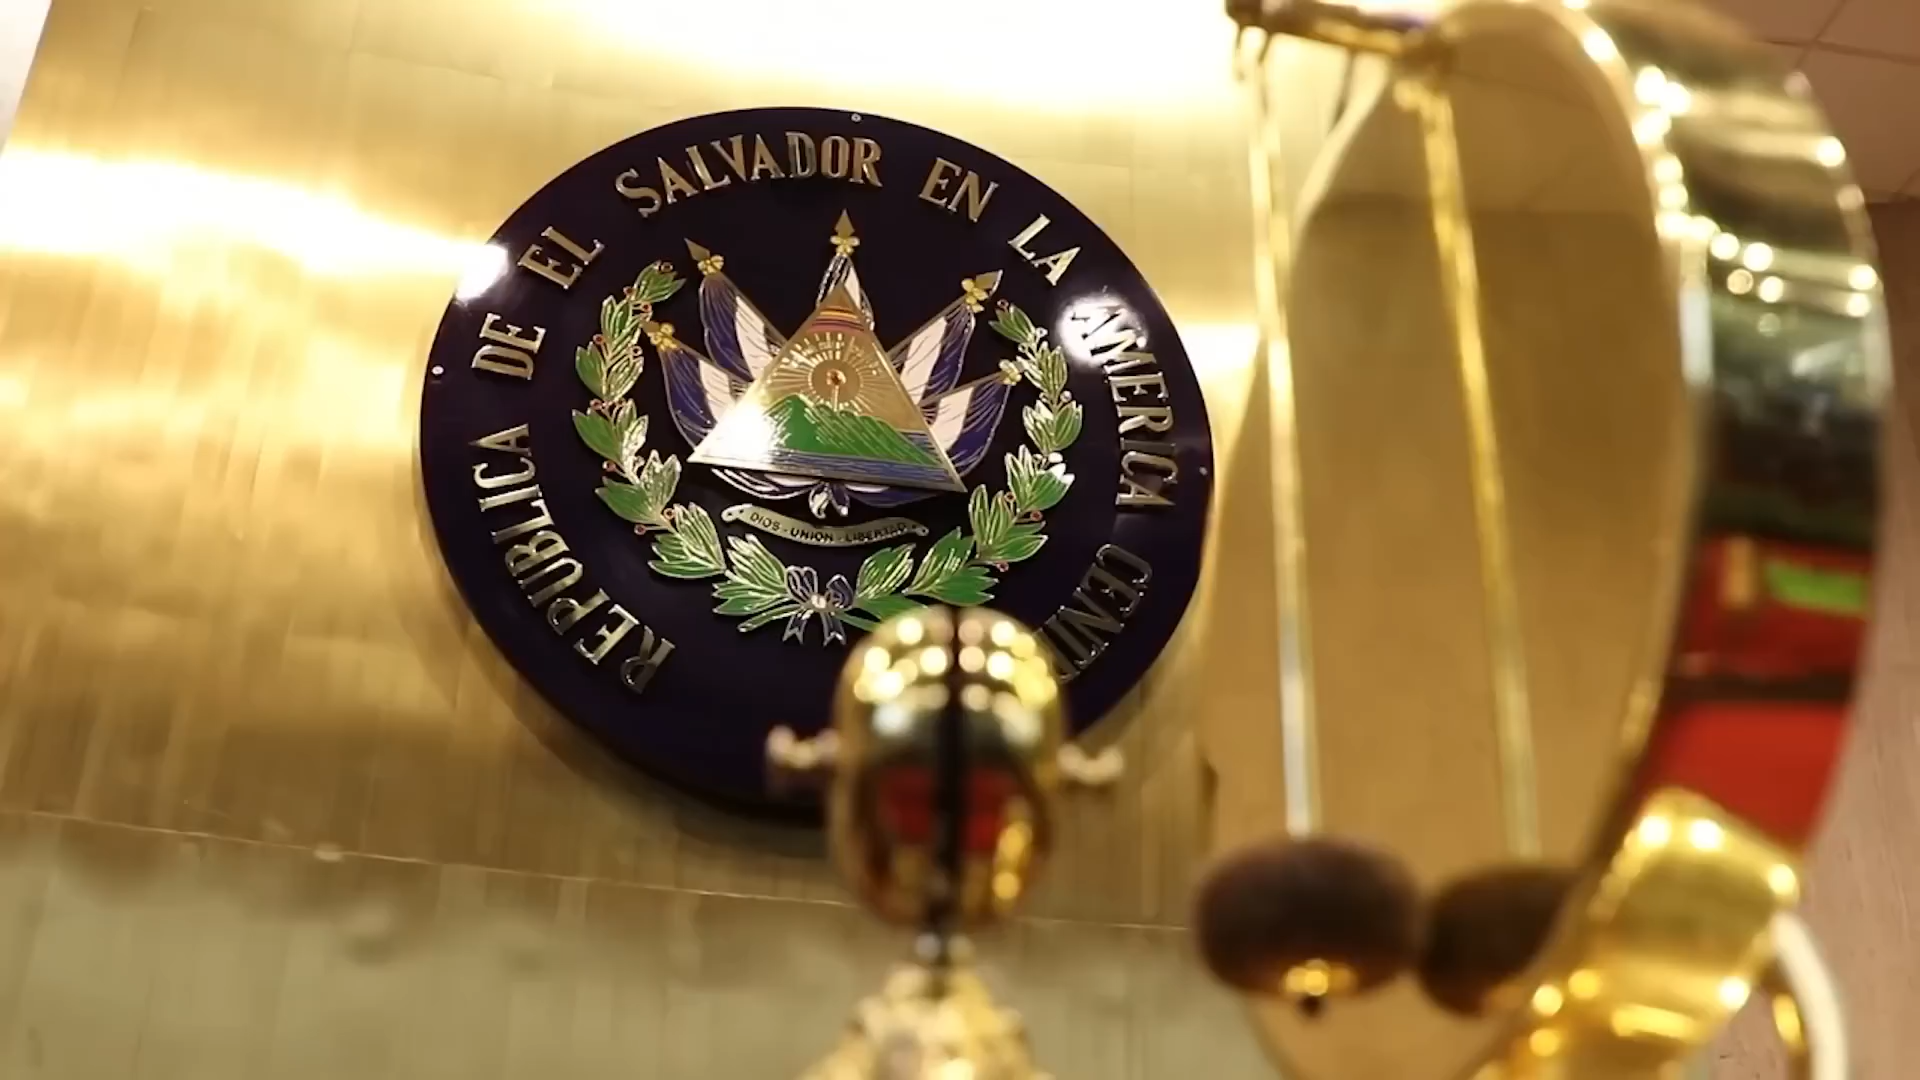 REPUBLICA DE EL SALVADOR EN LA AMERICA
DIOS - UNION - LIBERTAD